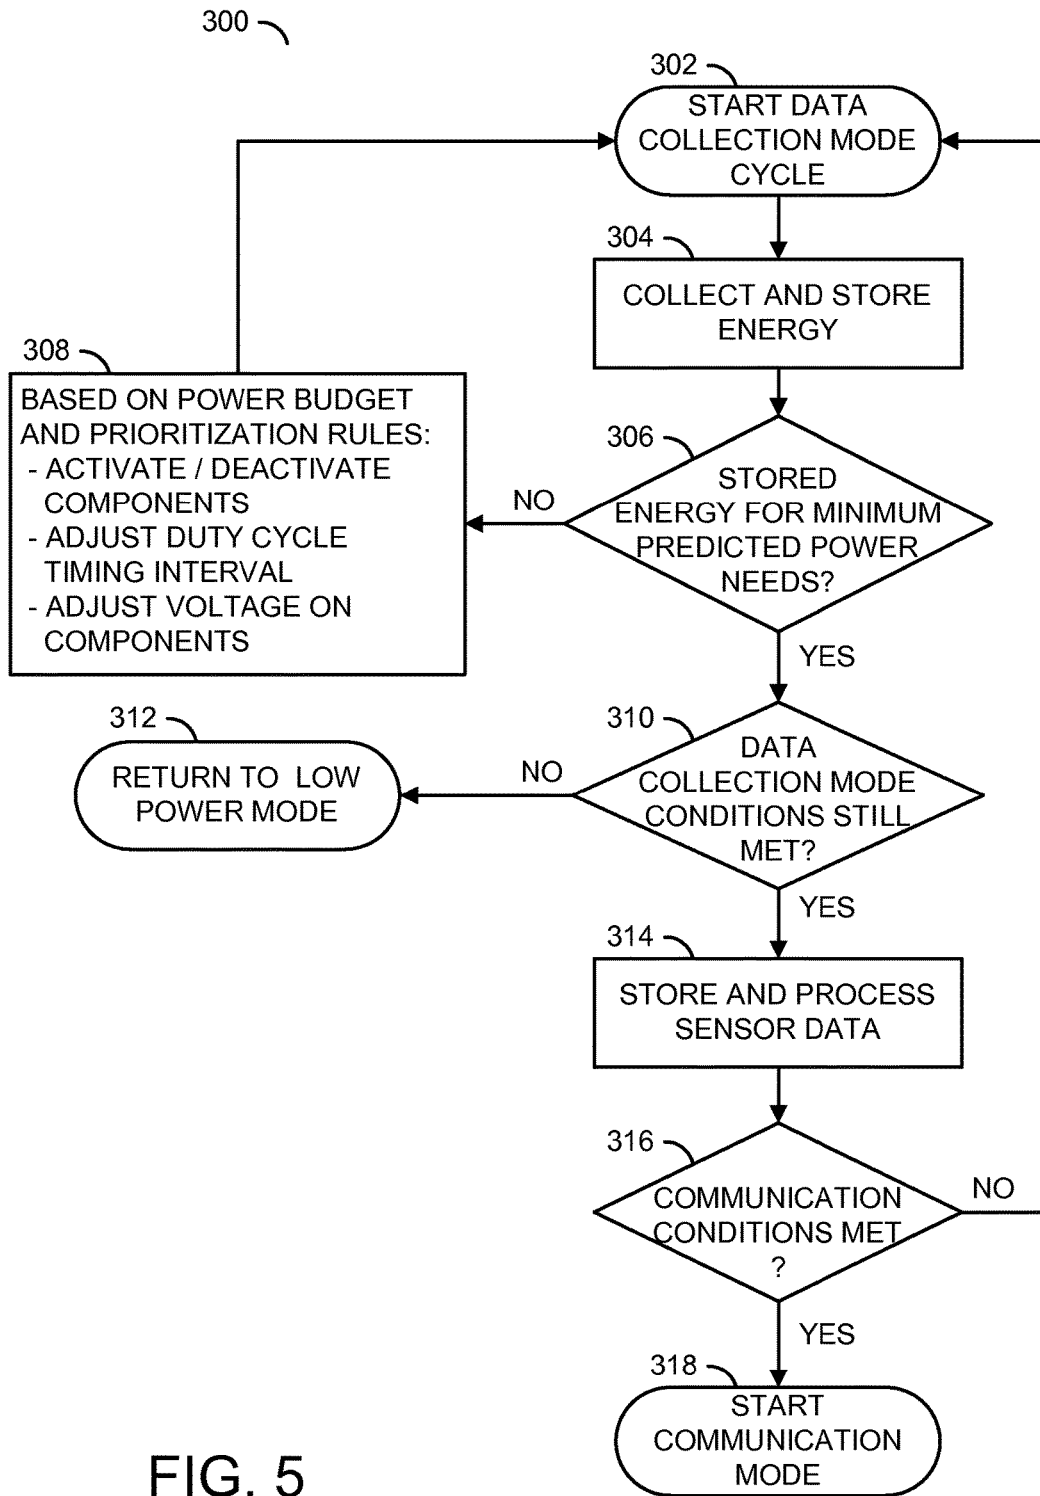 300
302
START DATA
COLLECTION MODE
CYCLE
304
COLLECT AND STORE
ENERGY
308
BASED ON POWER BUDGET
AND PRIORITIZATION RULES:
- ACTIVATE / DEACTIVATE
COMPONENTS
- ADJUST DUTY CYCLE
TIMING INTERVAL
- ADJUST VOLTAGE ON
COMPONENTS
306
STORED
ENERGY FOR MINIMUM
PREDICTED POWER
NEEDS?
NO
YES
312
RETURN TO LOW
POWER MODE
310
DATA
COLLECTION MODE
CONDITIONS STILL
MET?
NO
YES
314
STORE AND PROCESS
SENSOR DATA
316
COMMUNICATION
CONDITIONS MET
?
NO
YES
318
START
COMMUNICATION
MODE
FIG. 5